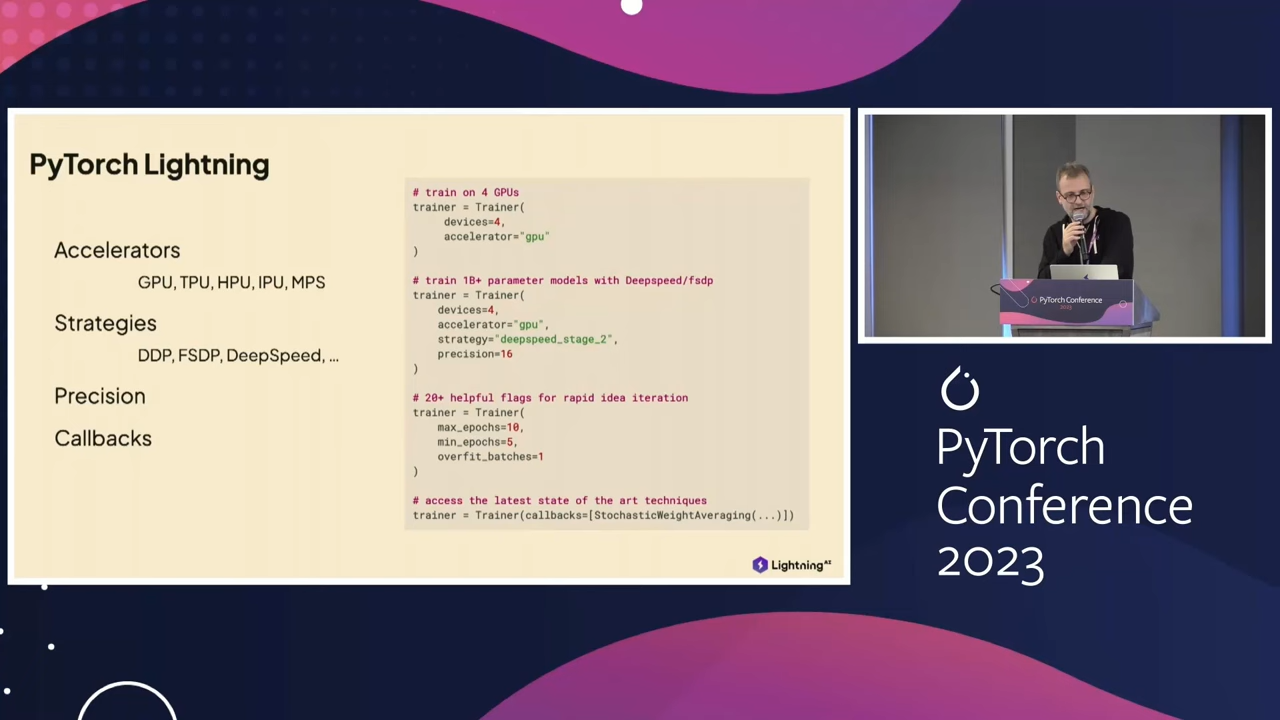 PyTorch Lightning
Accelerators
GPU, TPU, HPU, IPU, MPS
Strategies
DDP, FSDP, DeepSpeed, ...
Precision
Callbacks
# train on 4 GPUs
trainer = Trainer(
    devices=4,
    accelerator="gpu"
)
# train 1B+ parameter models with Deepspeed/fsdp
trainer = Trainer(
    devices=4,
    accelerator="gpu",
    strategy="deepspeed_stage_2",
    precision=16
)
# 20+ helpful flags for rapid idea iteration
trainer = Trainer(
    max_epochs=10,
    min_epochs=5,
    overfit_batches=1
)
# access the latest state of the art techniques
trainer = Trainer(callbacks=[StochasticWeightAveraging(...)])
Lightning AI
PyTorch Conference
2023
PyTorch
Conference
2023